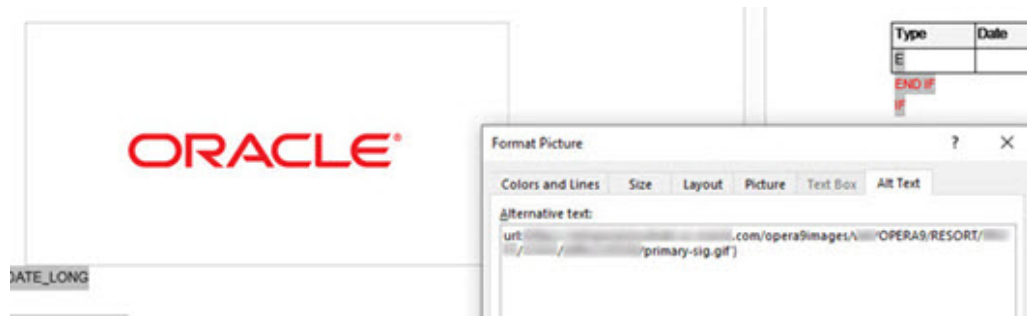 Type Date
E
END IF
IF
ORACLE®
Format Picture ? ×
Colors and Lines Size Layout Picture Text Box Alt Text
Alternative text:
url: .com/opera9images/ /OPERA9/RESORT/
/ / /primary-sig.gif')
DATE_LONG